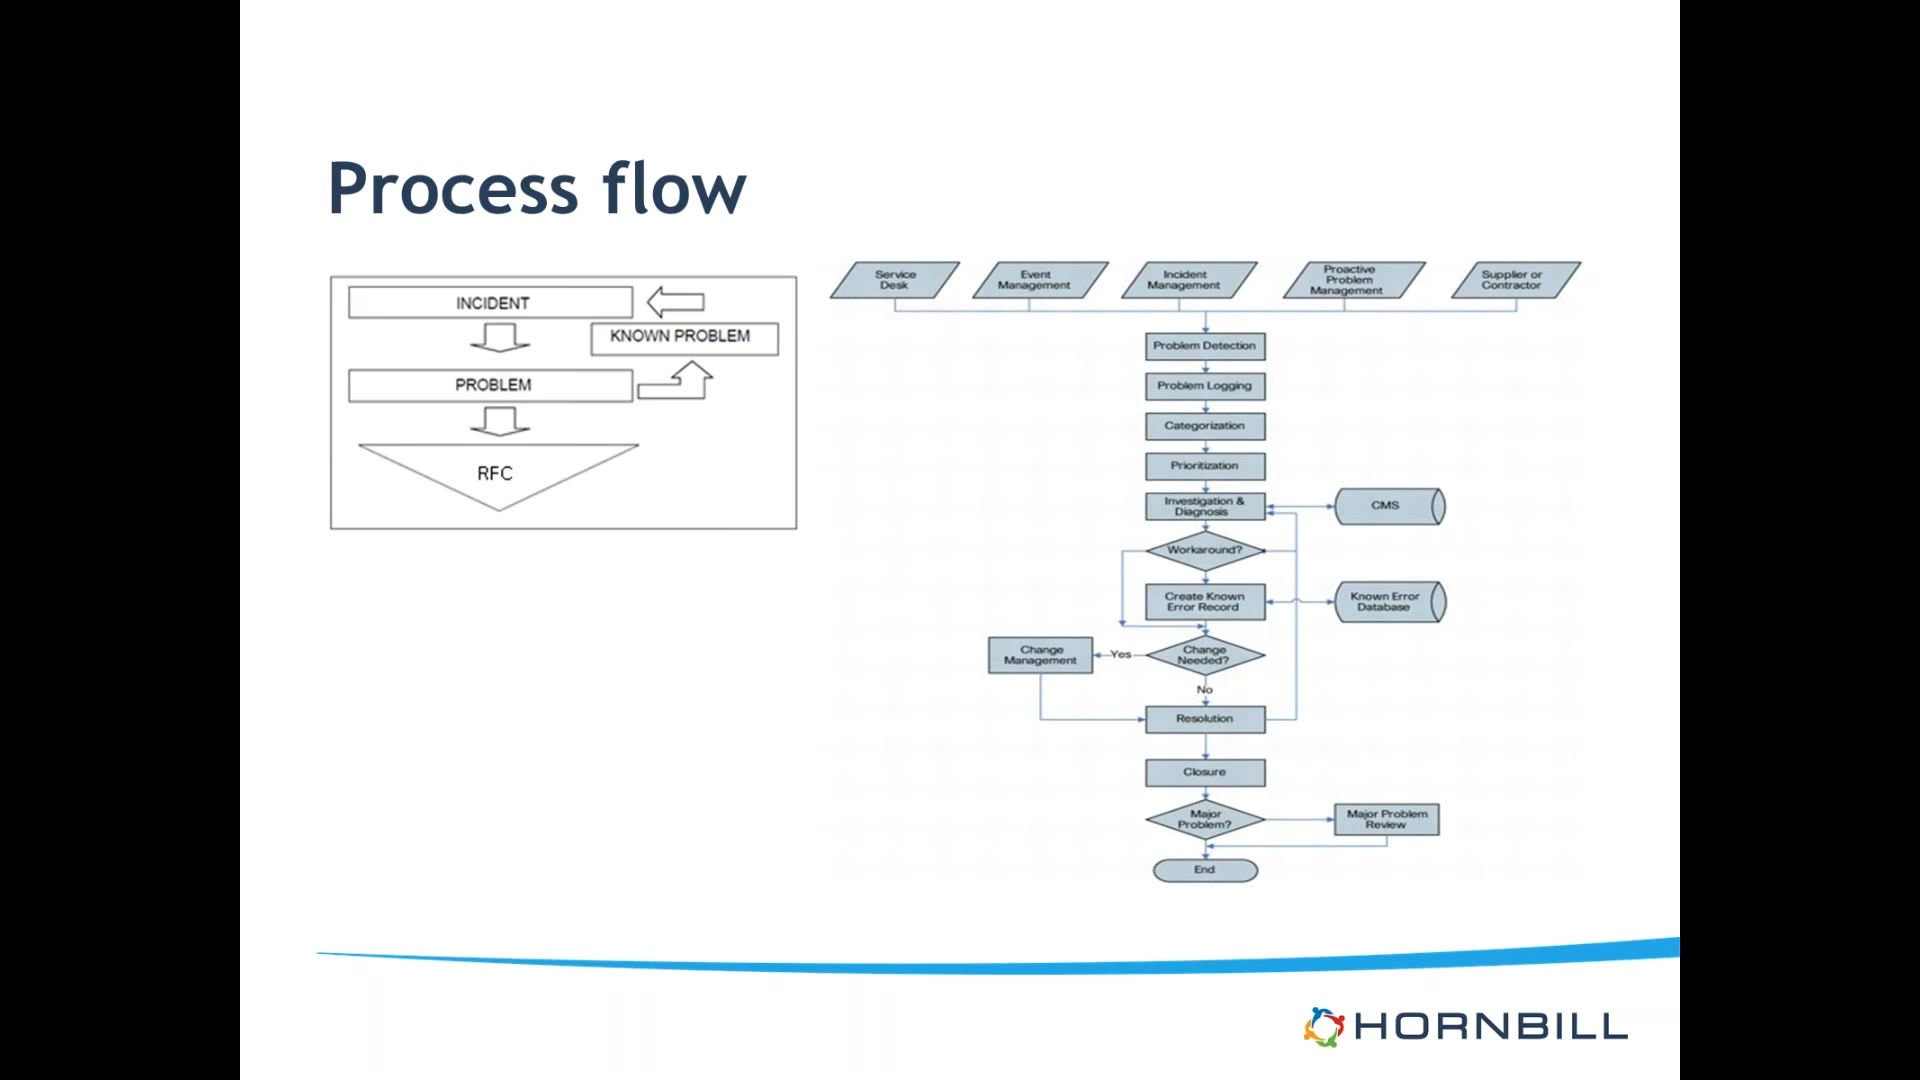 Process flow
INCIDENT
KNOWN PROBLEM
PROBLEM
RFC
Service
Desk
Event
Management
Incident
Management
Proactive
Problem
Management
Supplier or
Contractor
Problem Detection
Problem Logging
Categorization
Prioritization
Investigation &
Diagnosis
CMS
Workaround?
Create Known
Error Record
Known Error
Database
Change
Management
Yes
Change
Needed?
No
Resolution
Closure
Major
Problem?
Major Problem
Review
End
HORNBILL